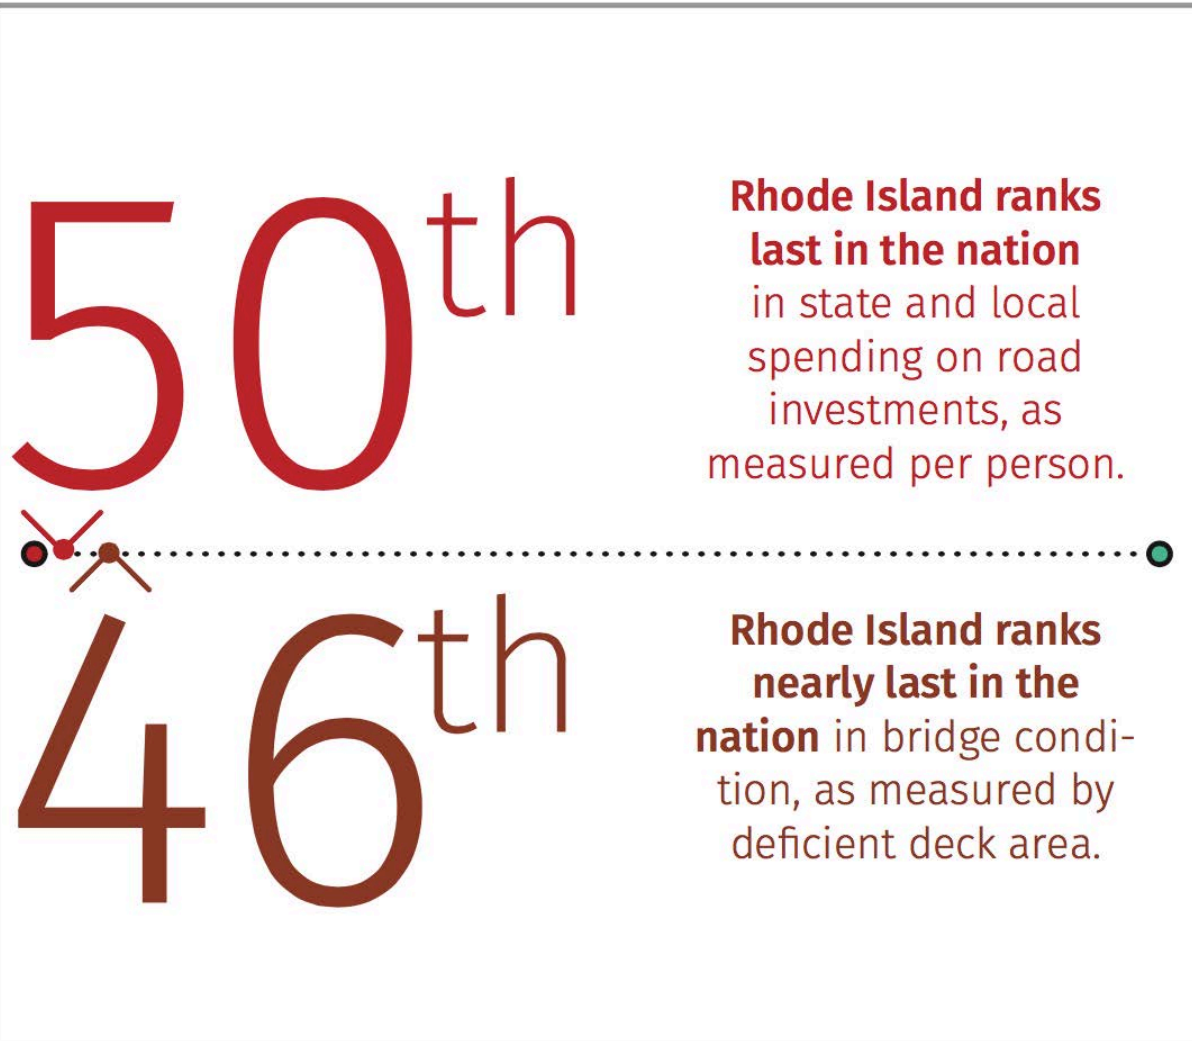 50th
Rhode Island ranks
last in the nation
in state and local
spending on road
investments, as
measured per person.
46th
Rhode Island ranks
nearly last in the
nation in bridge condi-
tion, as measured by
deficient deck area.